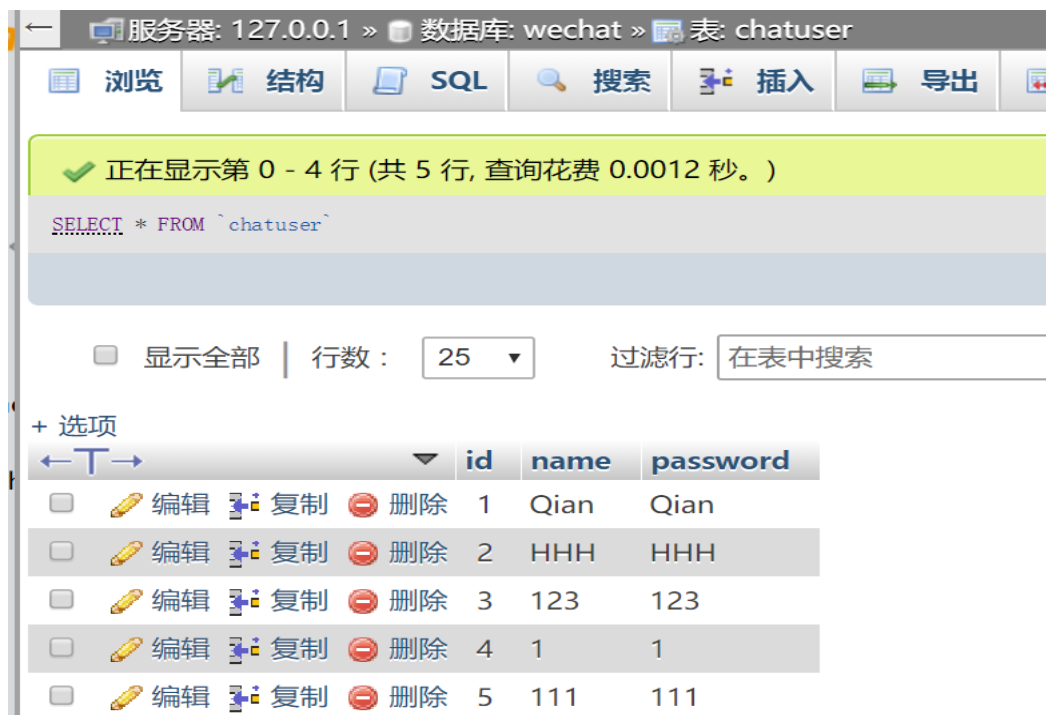 服务器: 127.0.0.1 » 数据库: wechat » 表: chatuser
浏览 结构 SQL 搜索 插入 导出
正在显示第 0 - 4 行 (共 5 行, 查询花费 0.0012 秒。)
SELECT * FROM `chatuser`
显示全部 | 行数： 25 过滤行: 在表中搜索
+ 选项
←T→ id name password
编辑 复制 删除 1 Qian Qian
编辑 复制 删除 2 HHH HHH
编辑 复制 删除 3 123 123
编辑 复制 删除 4 1 1
编辑 复制 删除 5 111 111